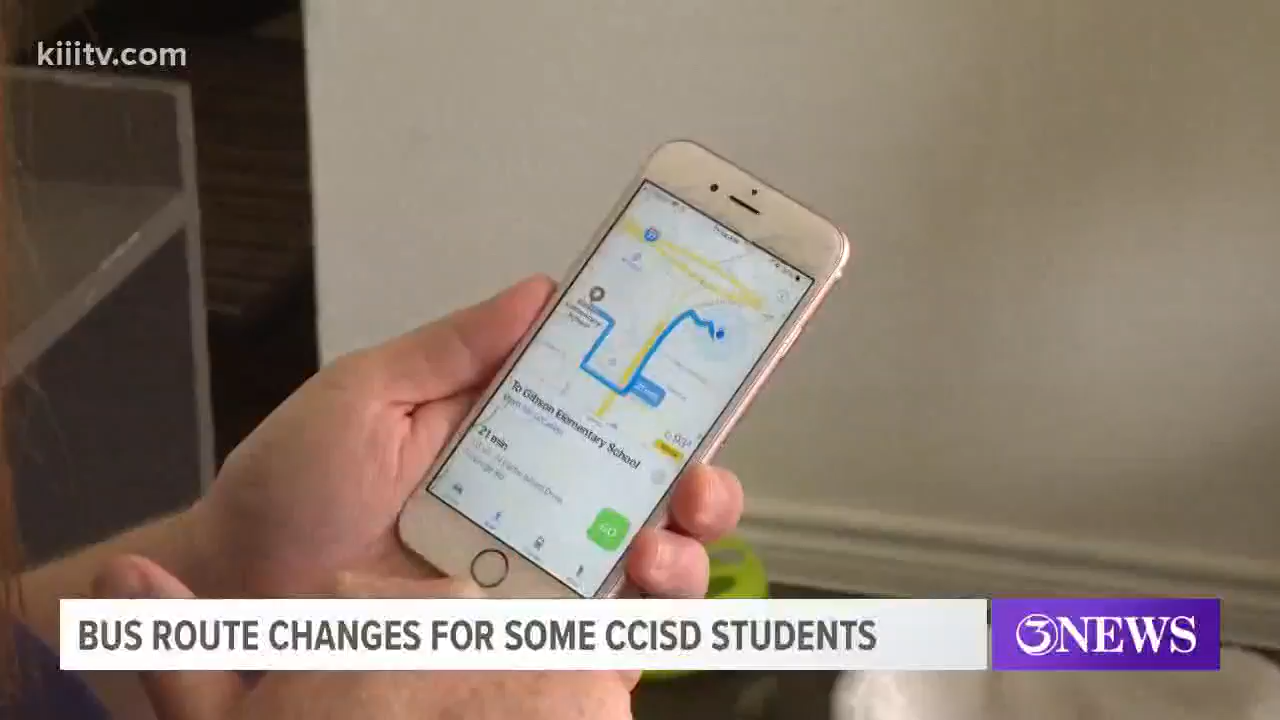 kiiitv.com
To Gibson Elementary School
21 min
GO
BUS ROUTE CHANGES FOR SOME CCISD STUDENTS
3NEWS